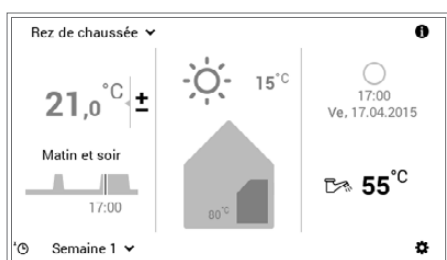 Rez de chaussée
21,0 °C ±
Matin et soir
17:00
Semaine 1
15°C
80°C
17:00
Ve, 17.04.2015
55°C